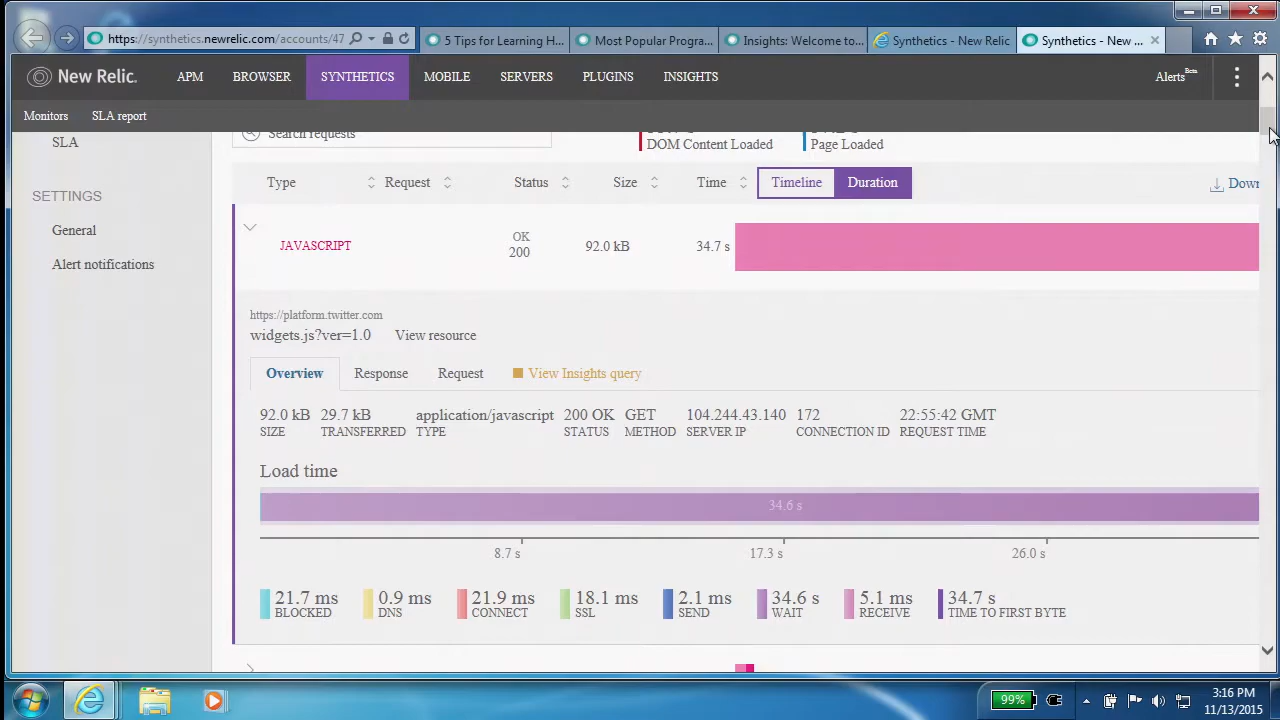 https://synthetics.newrelic.com/accounts/47
5 Tips for Learning H...
Most Popular Progra...
Insights: Welcome to...
Synthetics - New Relic
Synthetics - New ...
New Relic.
APM
BROWSER
SYNTHETICS
MOBILE
SERVERS
PLUGINS
INSIGHTS
Alerts Beta
Monitors
SLA report
SLA
SETTINGS
General
Alert notifications
Search requests
DOM Content Loaded
Page Loaded
Type
Request
Status
Size
Time
Timeline
Duration
Down
JAVASCRIPT
OK
200
92.0 kB
34.7 s
https://platform.twitter.com
widgets.js?ver=1.0
View resource
Overview
Response
Request
View Insights query
92.0 kB
SIZE
29.7 kB
TRANSFERRED
application/javascript
TYPE
200 OK
STATUS
GET
METHOD
104.244.43.140
SERVER IP
172
CONNECTION ID
22:55:42 GMT
REQUEST TIME
Load time
34.6 s
8.7 s
17.3 s
26.0 s
21.7 ms
BLOCKED
0.9 ms
DNS
21.9 ms
CONNECT
18.1 ms
SSL
2.1 ms
SEND
34.6 s
WAIT
5.1 ms
RECEIVE
34.7 s
TIME TO FIRST BYTE
99%
3:16 PM
11/13/2015